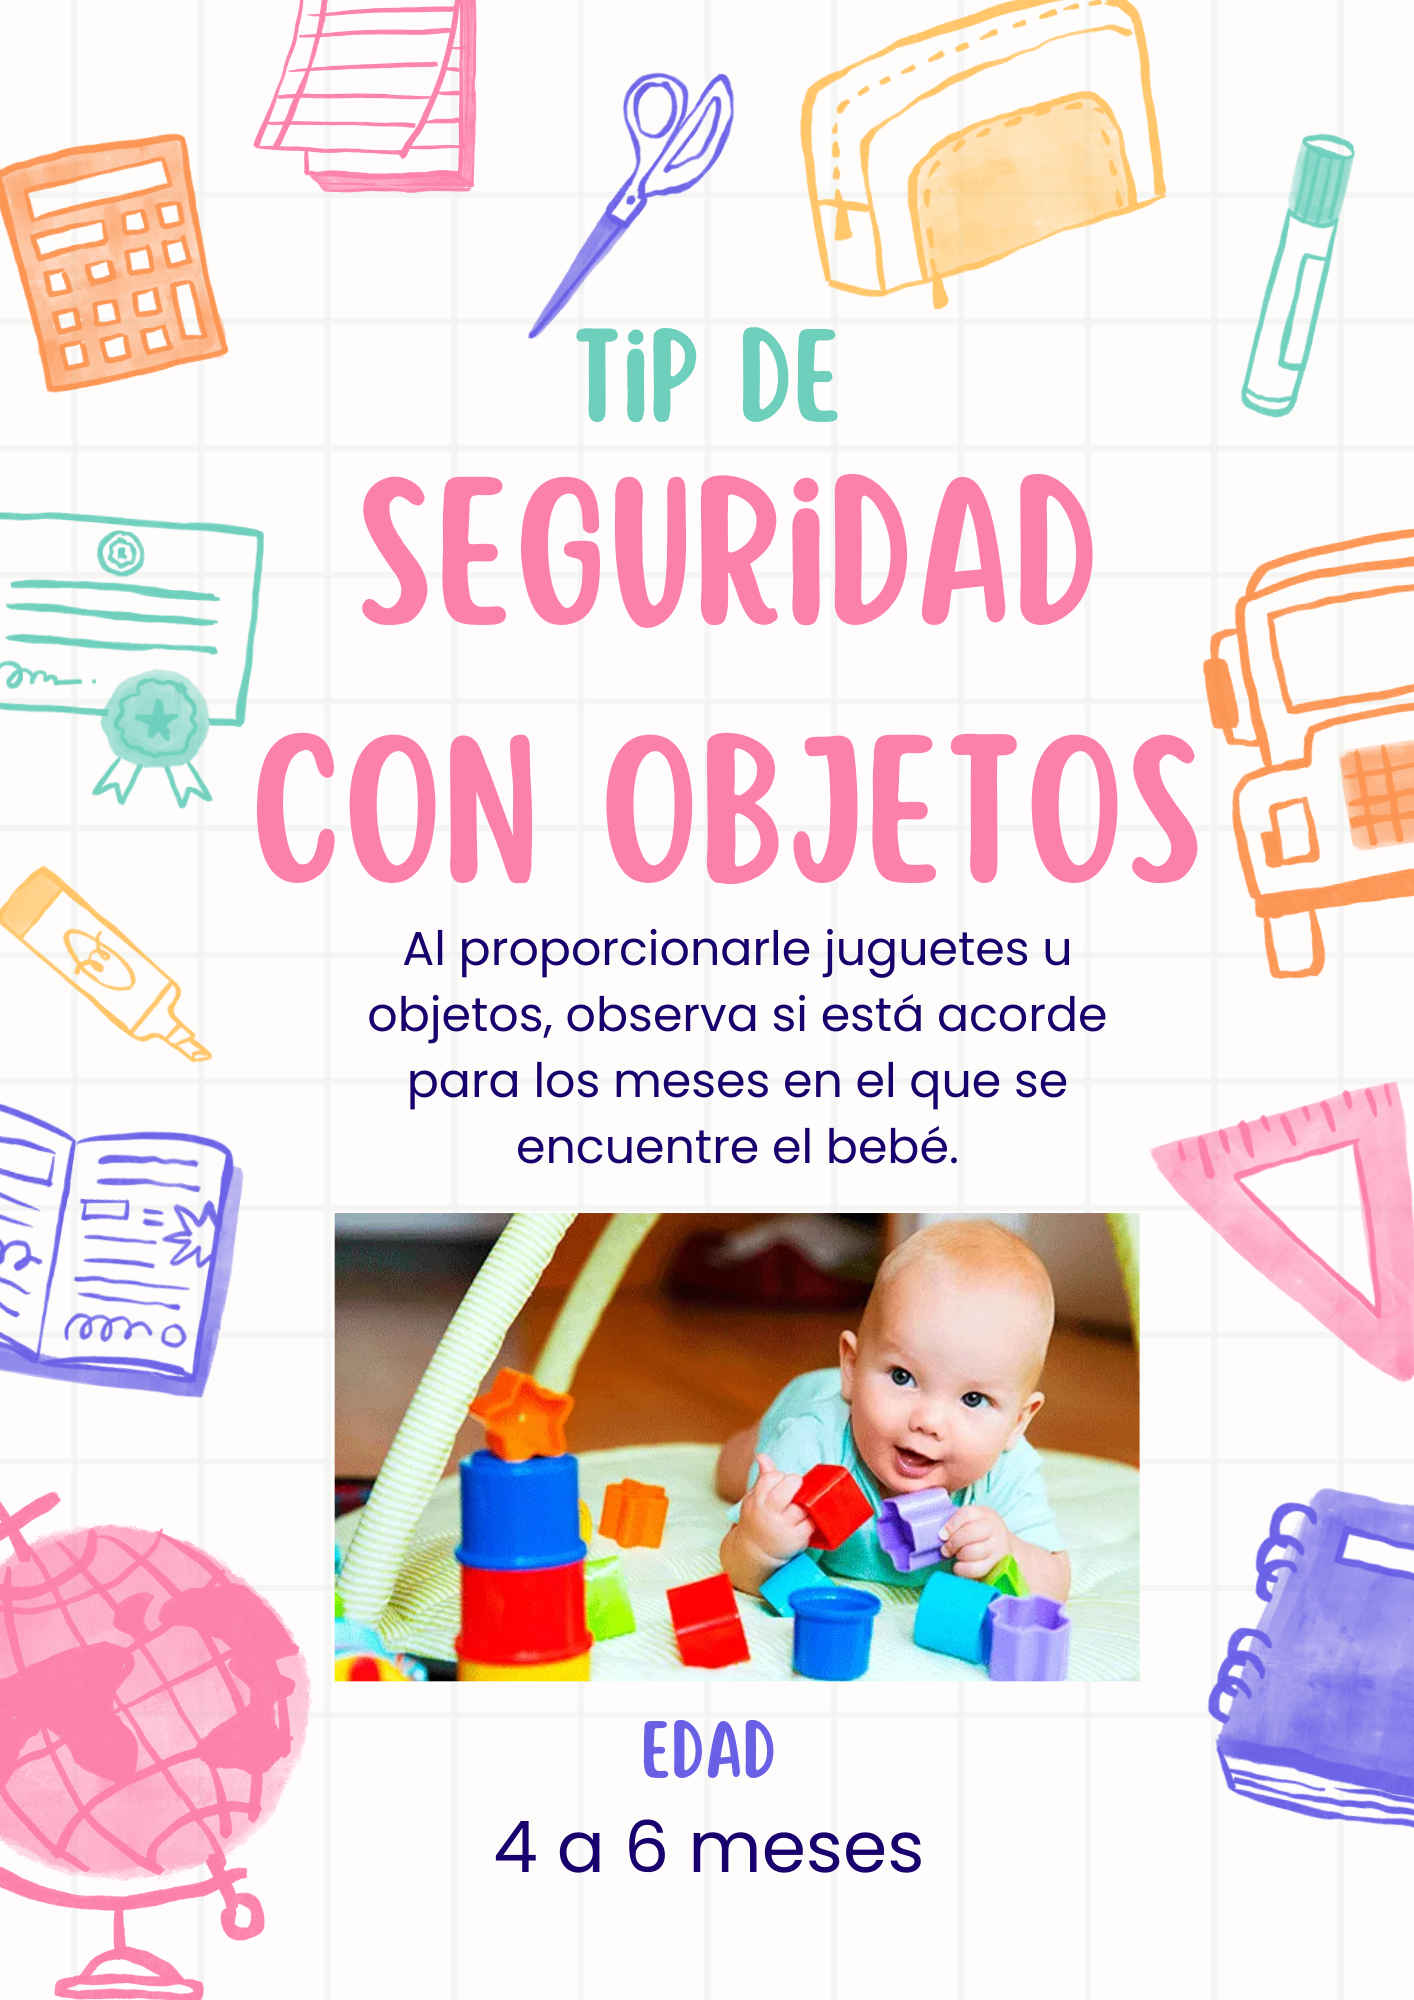 TiP DE
SEGURiDAD
CON OBJETOS
Al proporcionarle juguetes u
objetos, observa si está acorde
para los meses en el que se
encuentre el bebé.
EDAD
4 a 6 meses